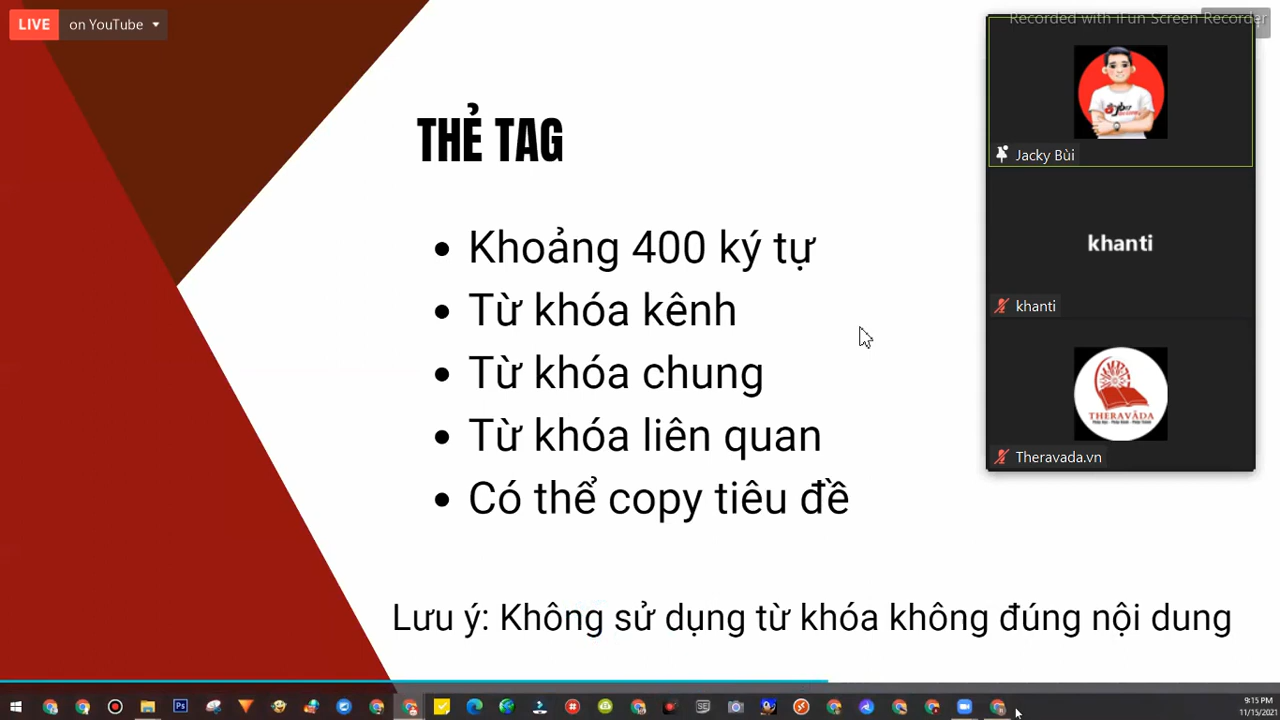 LIVE on YouTube
Recorded with iFun Screen Recorder
THẺ TAG
Khoảng 400 ký tự
Từ khóa kênh
Từ khóa chung
Từ khóa liên quan
Có thể copy tiêu đề
Lưu ý: Không sử dụng từ khóa không đúng nội dung
Jacky Bùi
khanti
khanti
THERAVĀDA
Theravada.vn
9:15 PM
11/15/2021